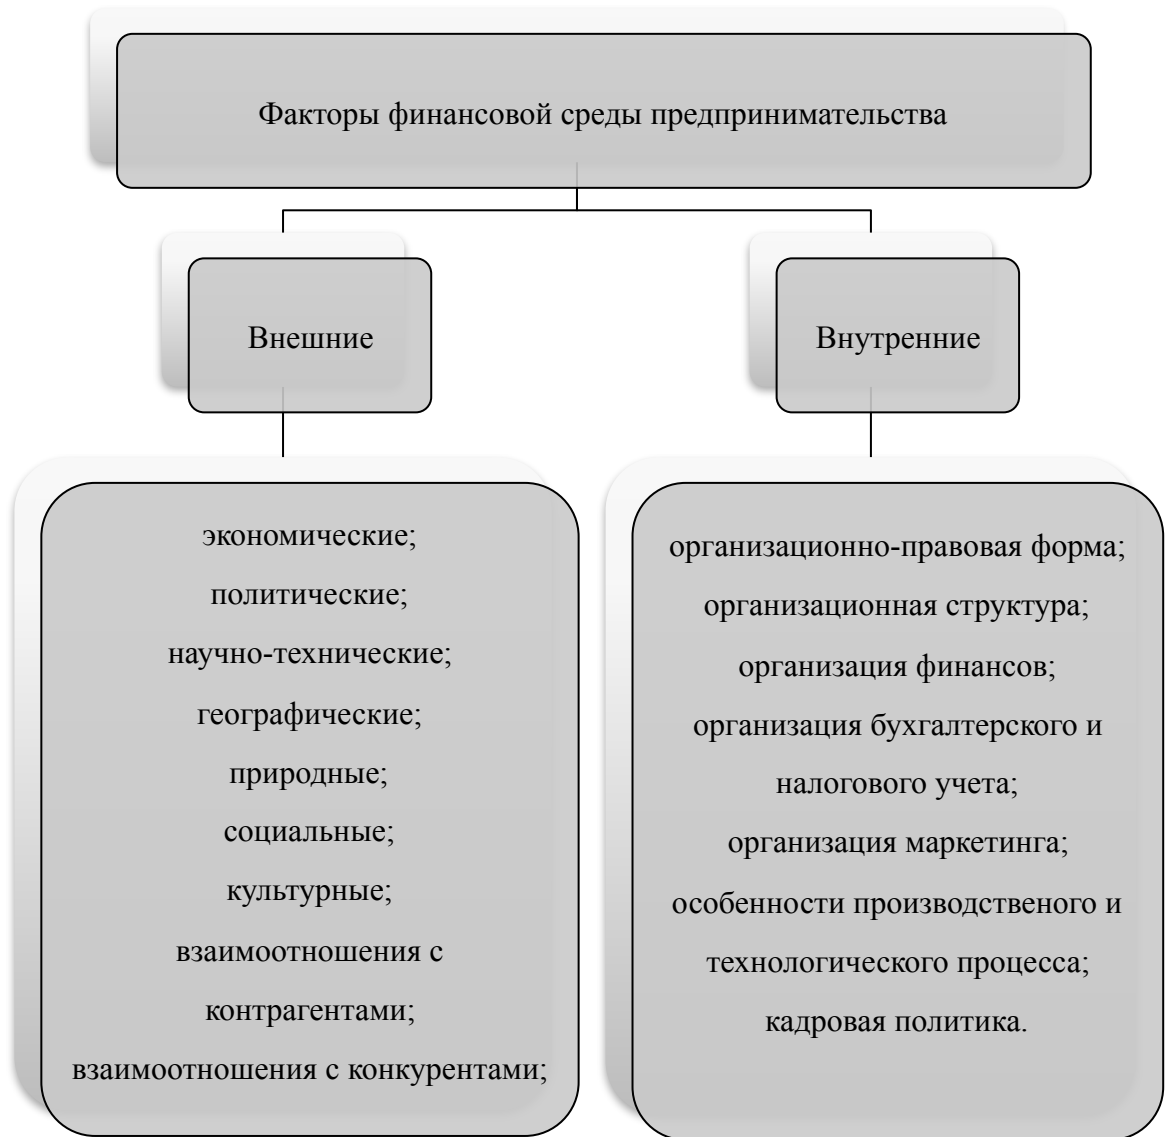 Факторы финансовой среды предпринимательства
Внешние
Внутренние
экономические;
политические;
научно-технические;
географические;
природные;
социальные;
культурные;
взаимоотношения с
контрагентами;
взаимоотношения с конкурентами;
организационно-правовая форма;
организационная структура;
организация финансов;
организация бухгалтерского и
налогового учета;
организация маркетинга;
особенности производственого и
технологического процесса;
кадровая политика.